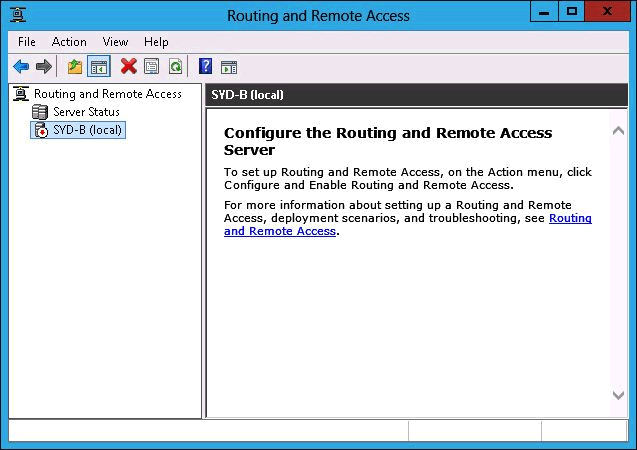 Routing and Remote Access
File Action View Help
Routing and Remote Access
Server Status
SYD-B (local)
SYD-B (local)
Configure the Routing and Remote Access
Server
To set up Routing and Remote Access, on the Action menu, click
Configure and Enable Routing and Remote Access.
For more information about setting up a Routing and Remote
Access, deployment scenarios, and troubleshooting, see Routing
and Remote Access.